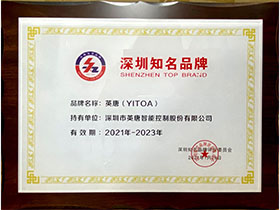 深圳知名品牌
SHENZHEN TOP BRAND
品牌名称：英唐（YITOA）
持有单位：深圳市英唐智能控制股份有限公司
有效期：2021年-2023年